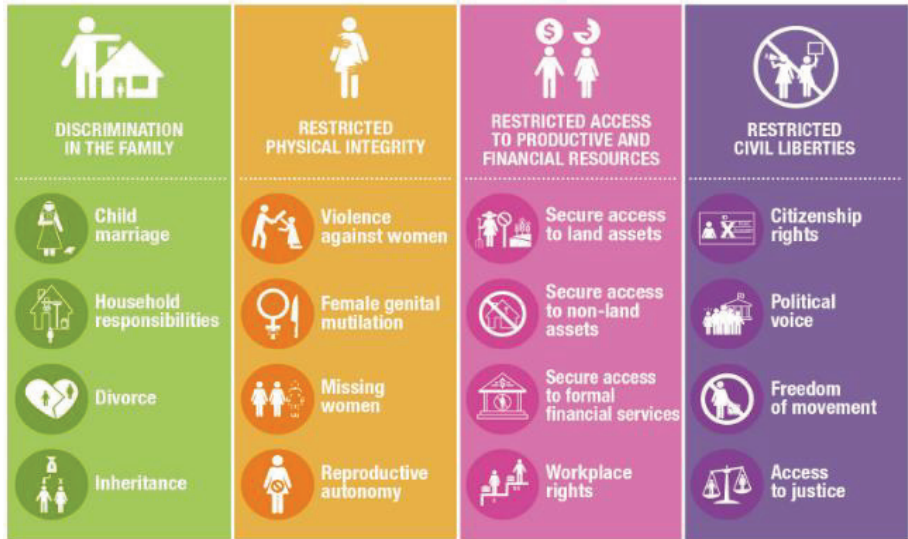 DISCRIMINATION
IN THE FAMILY
Child
marriage
Household
responsibilities
Divorce
Inheritance
RESTRICTED
PHYSICAL INTEGRITY
Violence
against women
Female genital
mutilation
Missing
women
Reproductive
autonomy
$
RESTRICTED ACCESS
TO PRODUCTIVE AND
FINANCIAL RESOURCES
Secure access
to land assets
Secure access
to non-land
assets
Secure access
to formal
financial services
Workplace
rights
RESTRICTED
CIVIL LIBERTIES
Citizenship
rights
Political
voice
Freedom
of movement
Access
to justice